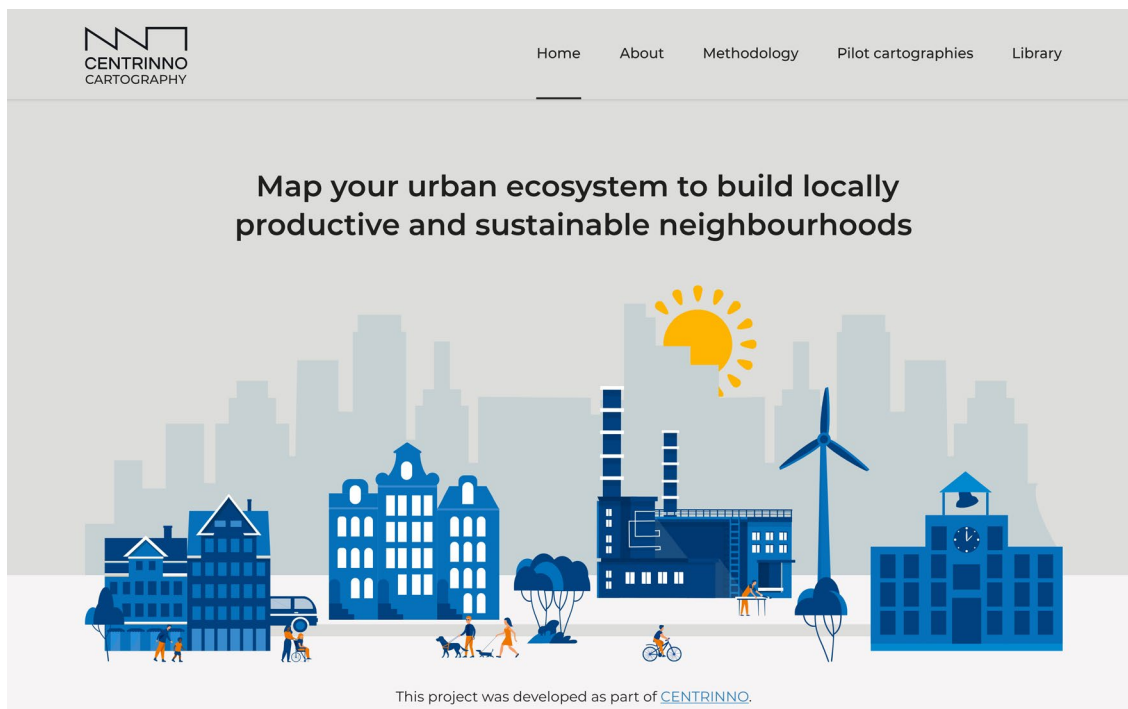 CENTRINNO
CARTOGRAPHY
Home About Methodology Pilot cartographies Library
Map your urban ecosystem to build locally
productive and sustainable neighbourhoods
This project was developed as part of CENTRINNO.